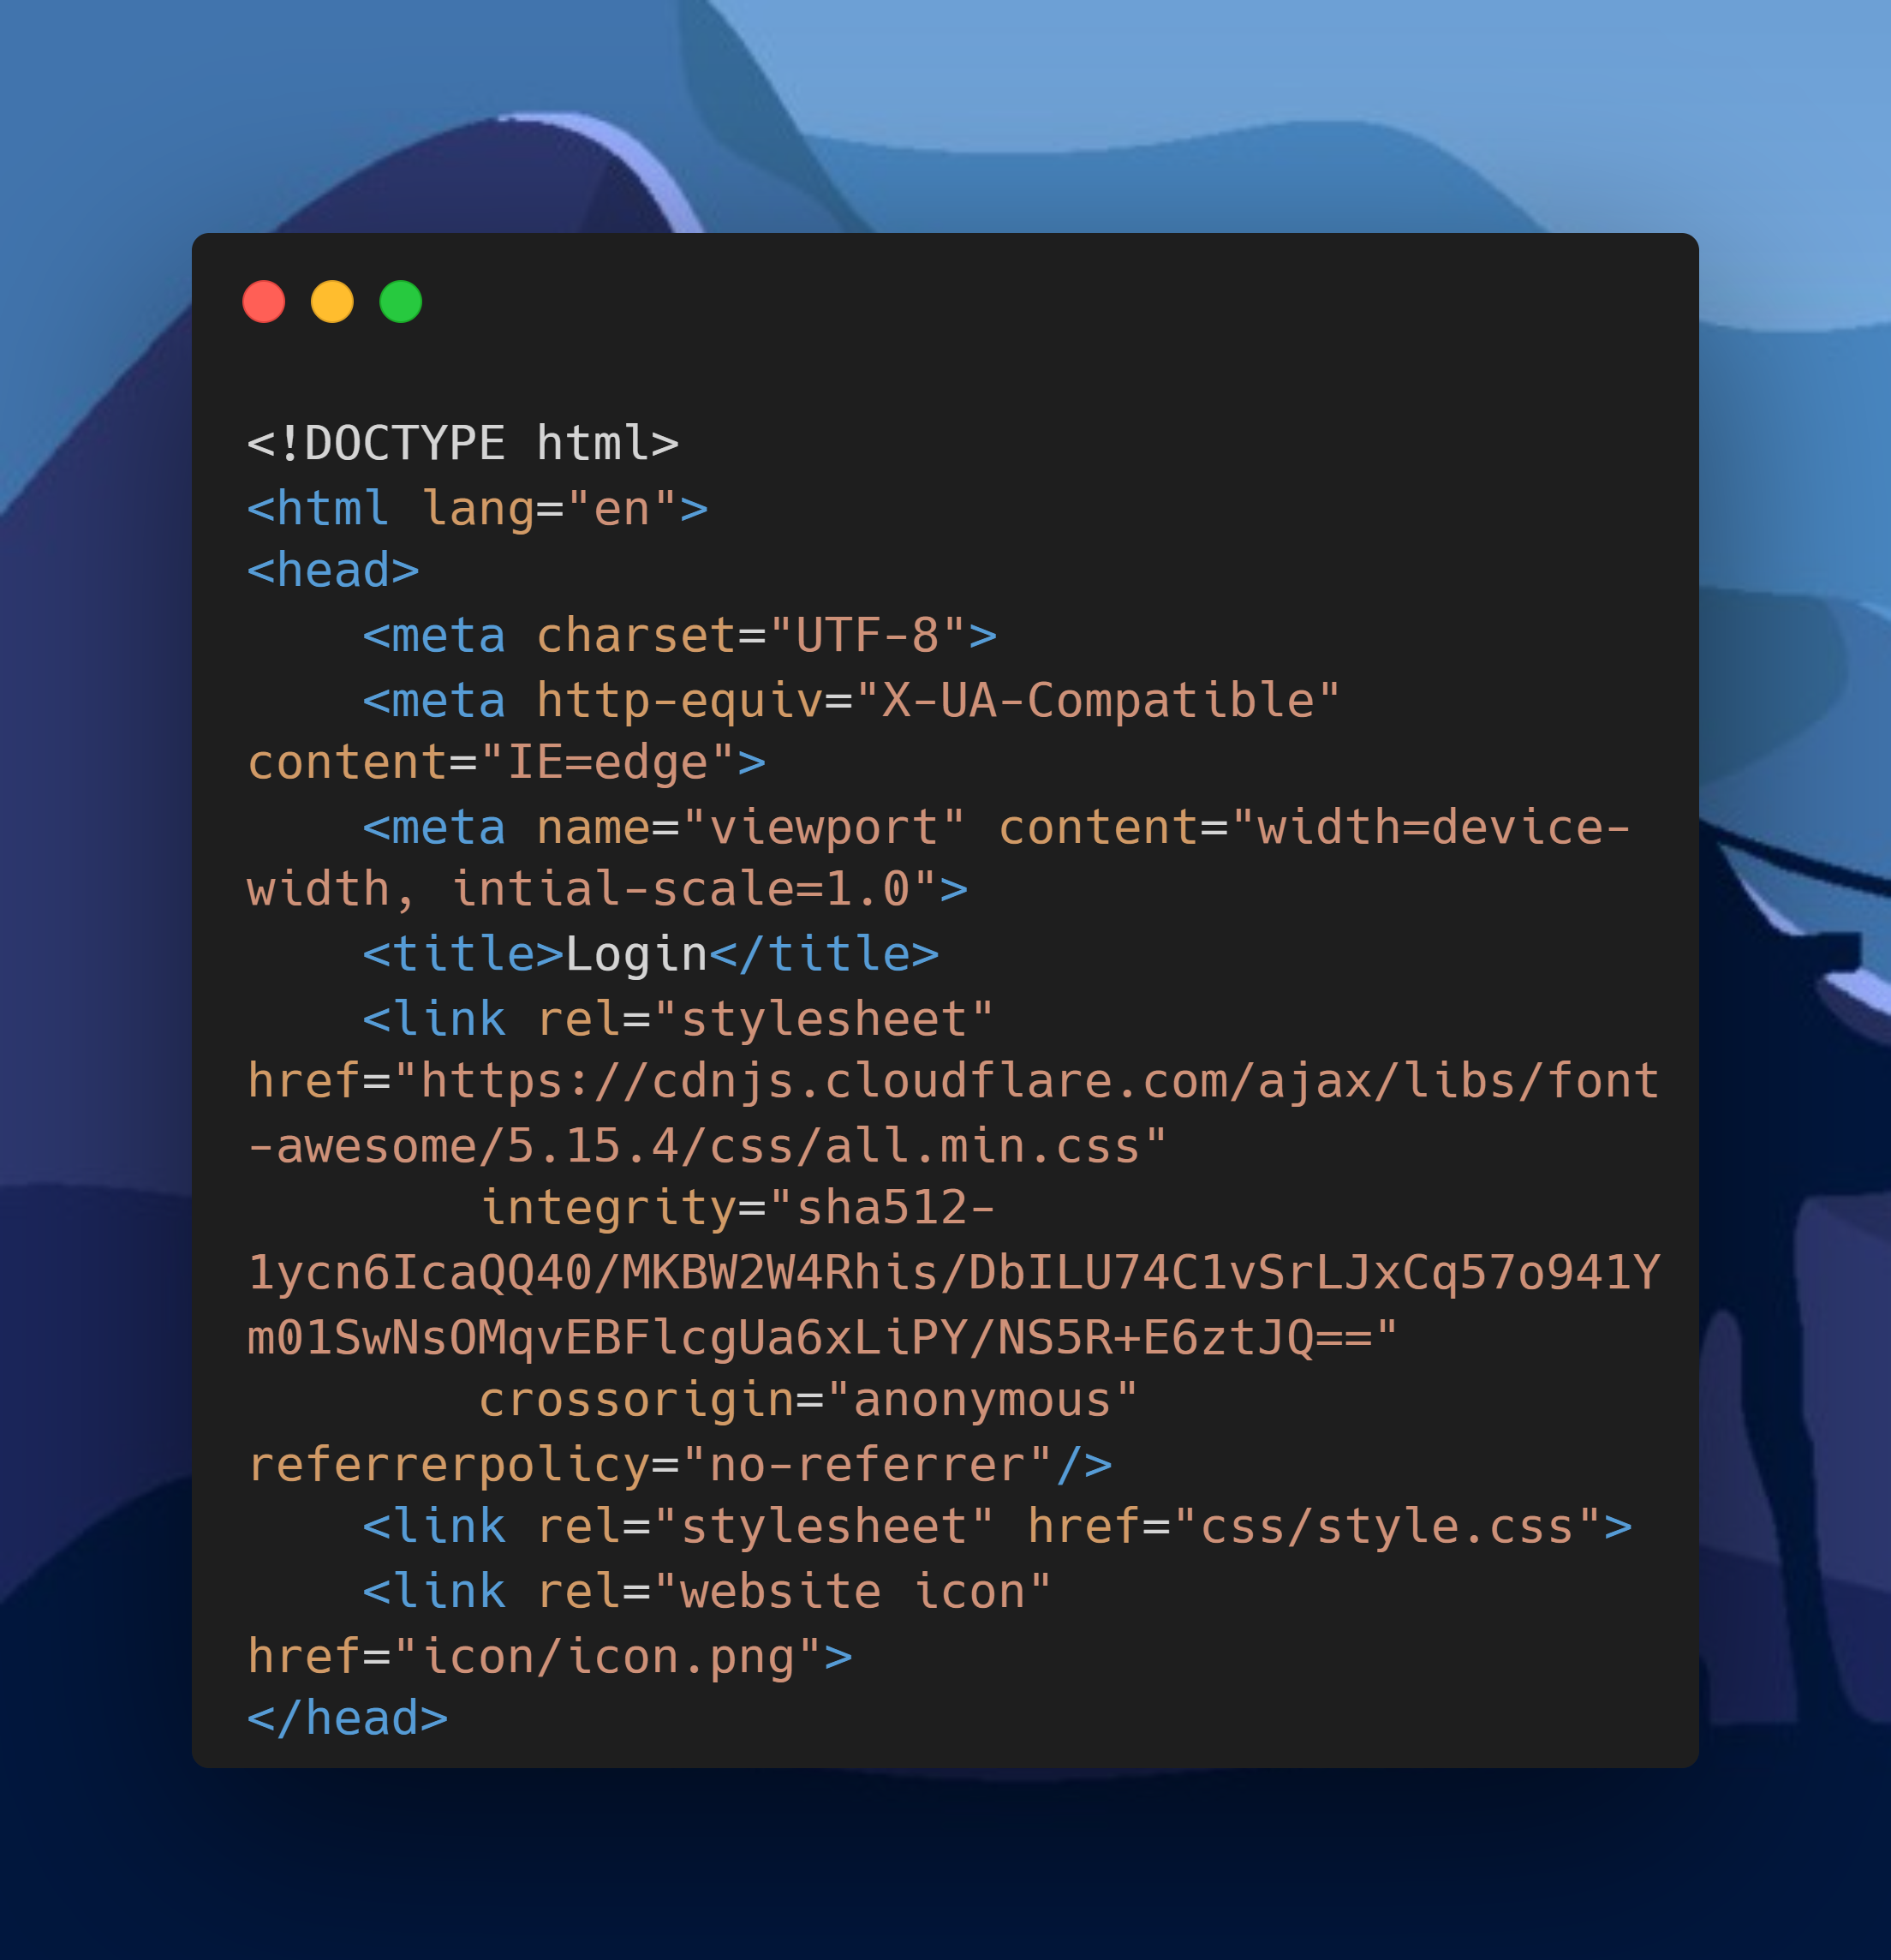 <!DOCTYPE html>
<html lang="en">
<head>
    <meta charset="UTF-8">
    <meta http-equiv="X-UA-Compatible"
content="IE=edge">
    <meta name="viewport" content="width=device-
width, intial-scale=1.0">
    <title>Login</title>
    <link rel="stylesheet"
href="https://cdnjs.cloudflare.com/ajax/libs/font
-awesome/5.15.4/css/all.min.css"
        integrity="sha512-
1ycn6IcaQQ40/MKBW2W4Rhis/DbILU74C1vSrLJxCq57o941Y
m01SwNsOMqvEBFlcgUa6xLiPY/NS5R+E6ztJQ=="
        crossorigin="anonymous"
referrerpolicy="no-referrer"/>
    <link rel="stylesheet" href="css/style.css">
    <link rel="website icon"
href="icon/icon.png">
</head>